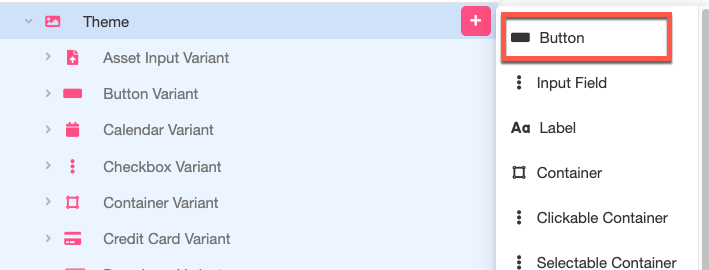 Theme
Asset Input Variant
Button Variant
Calendar Variant
Checkbox Variant
Container Variant
Credit Card Variant
Button
Input Field
Aa Label
Container
Clickable Container
Selectable Container